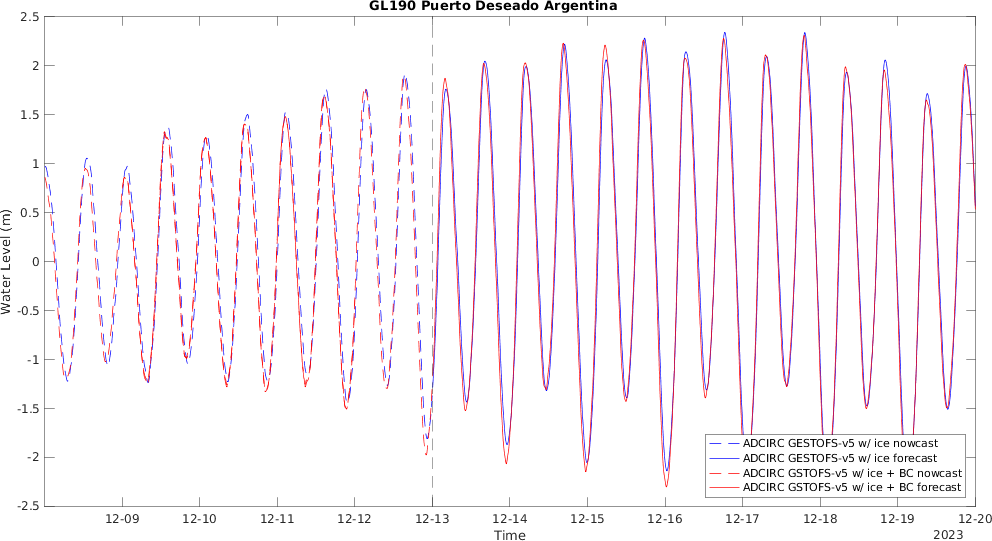 GL190 Puerto Deseado Argentina
2.5
2
1.5
1
0.5
0
-0.5
-1
-1.5
-2
-2.5
Water Level (m)
ADCIRC GESTOFS-v5 w/ ice nowcast
ADCIRC GESTOFS-v5 w/ ice forecast
ADCIRC GSTOFS-v5 w/ ice + BC nowcast
ADCIRC GSTOFS-v5 w/ ice + BC forecast
12-09 12-10 12-11 12-12 12-13 12-14 12-15 12-16 12-17 12-18 12-19 12-20
Time
2023